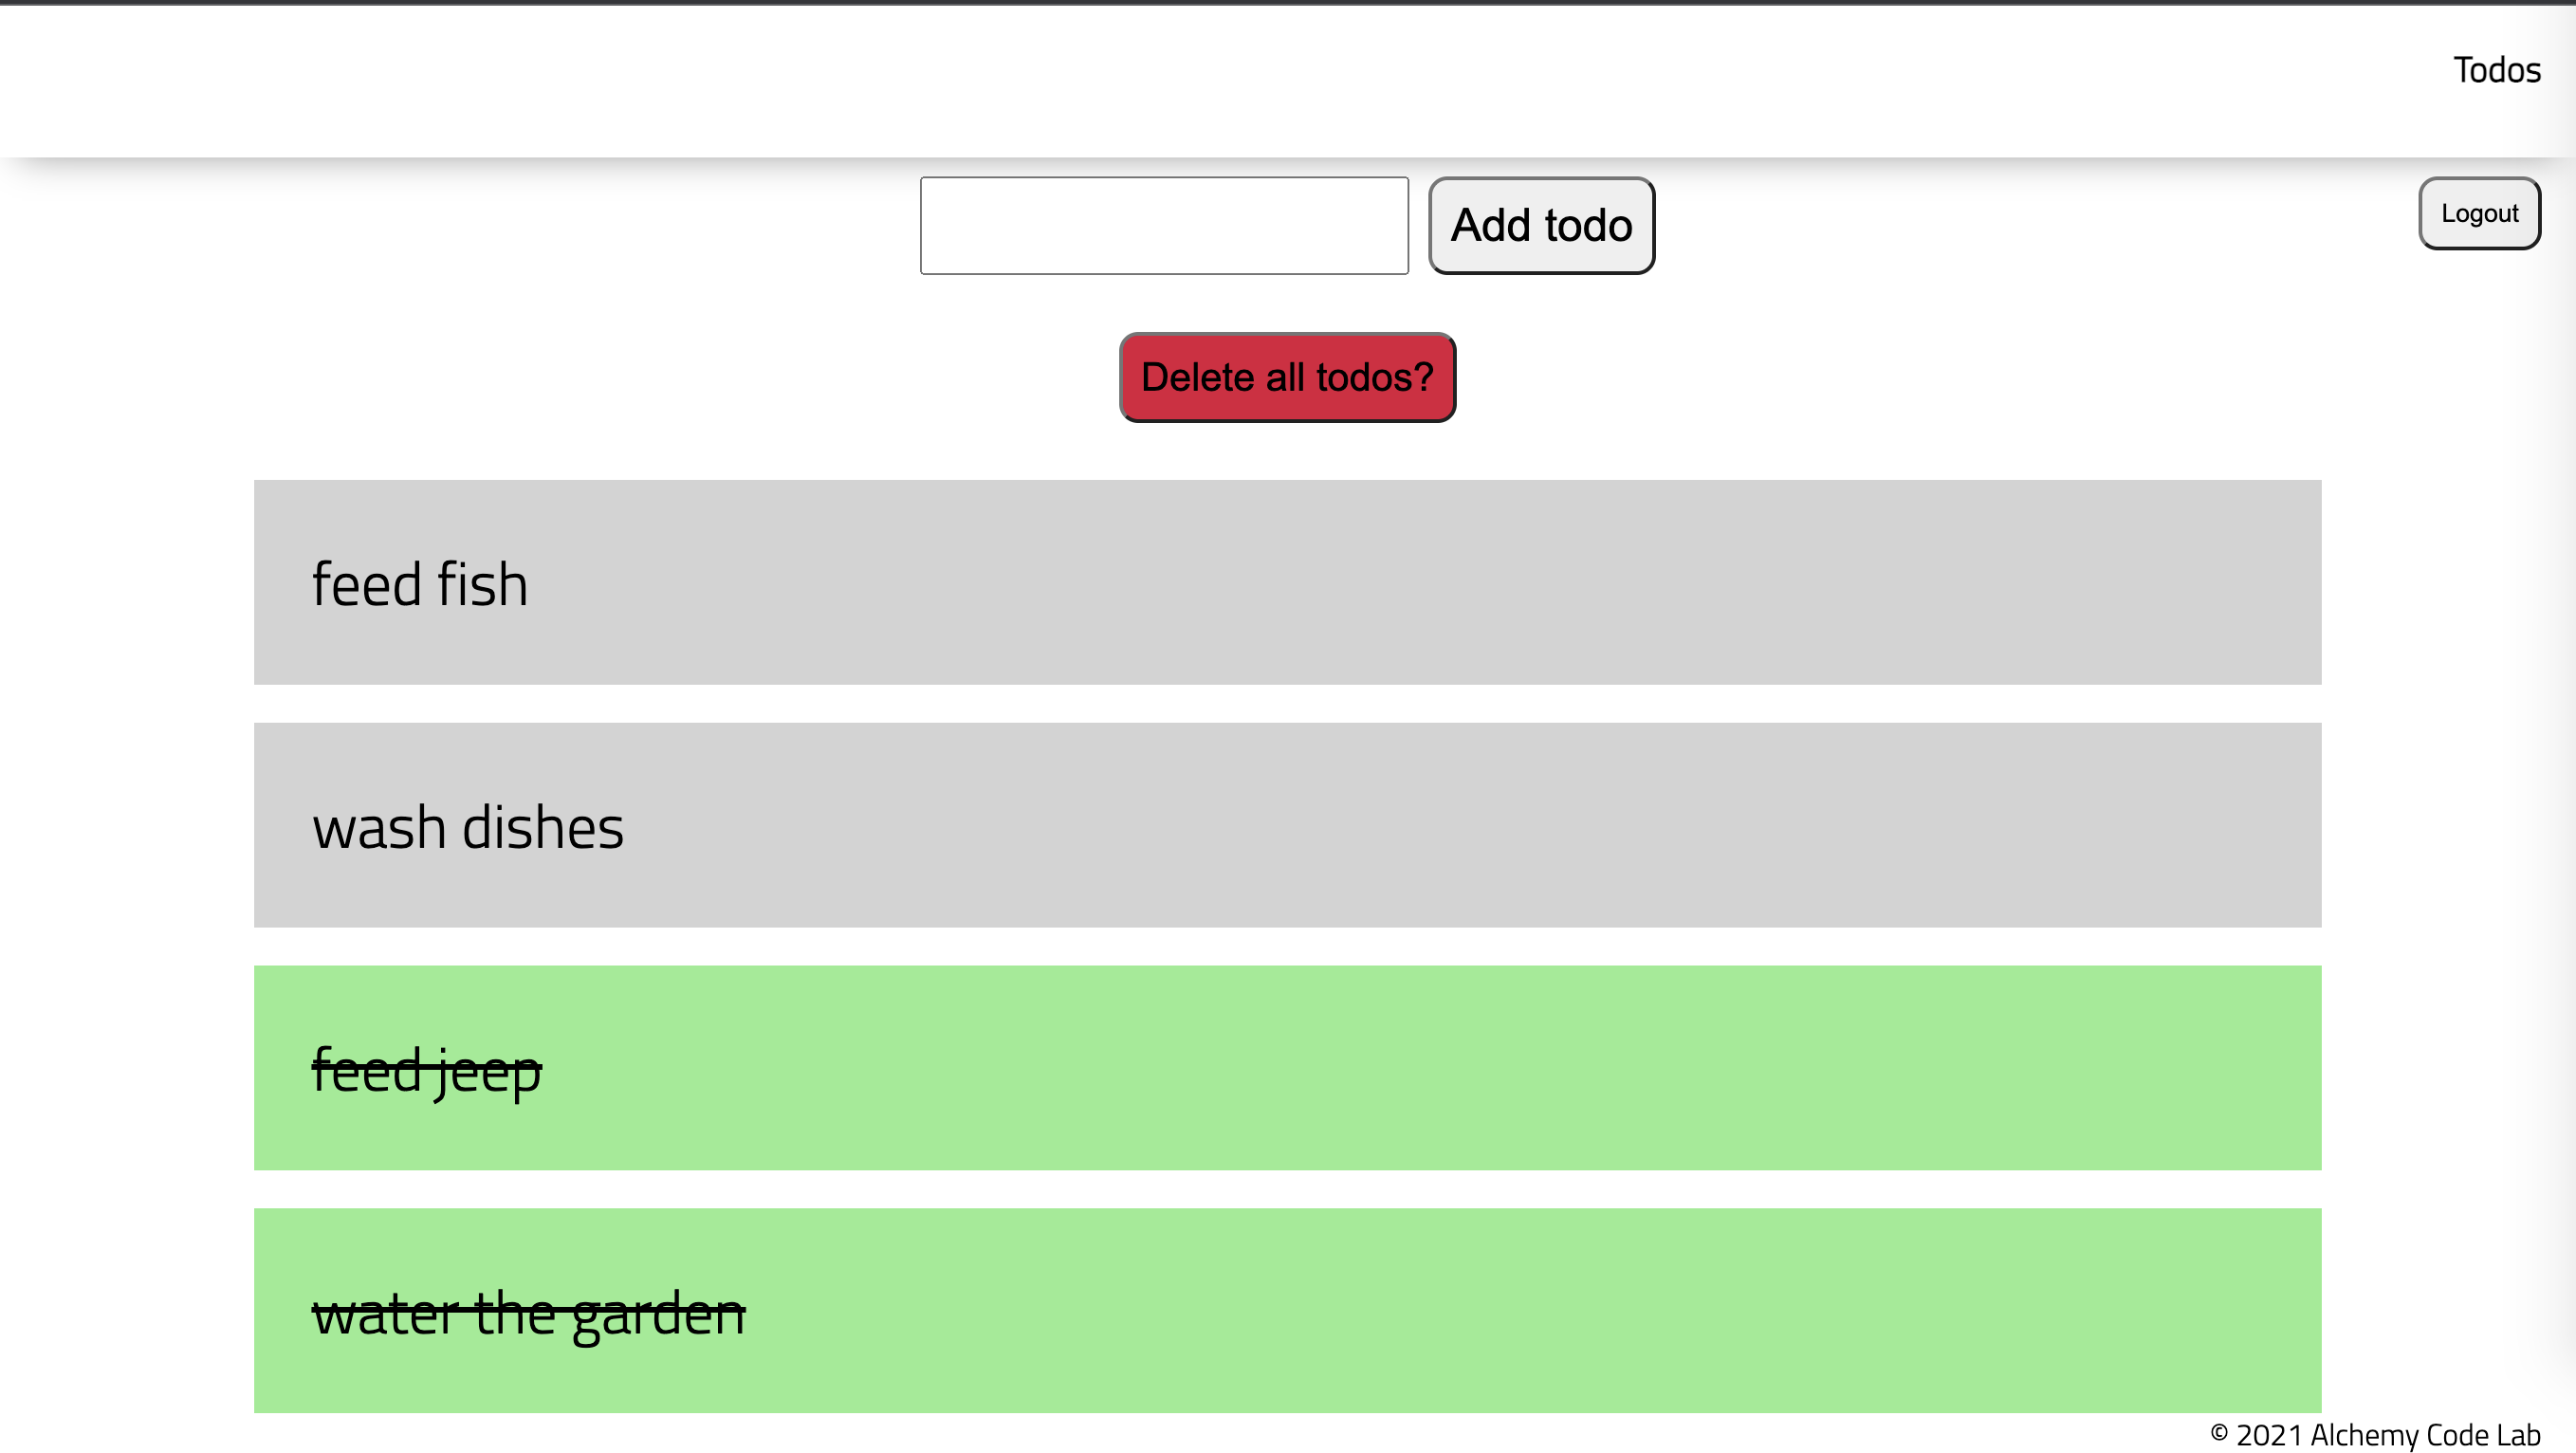 Todos
Add todo
Logout
Delete all todos?
feed fish
wash dishes
feed jeep
water the garden
© 2021 Alchemy Code Lab